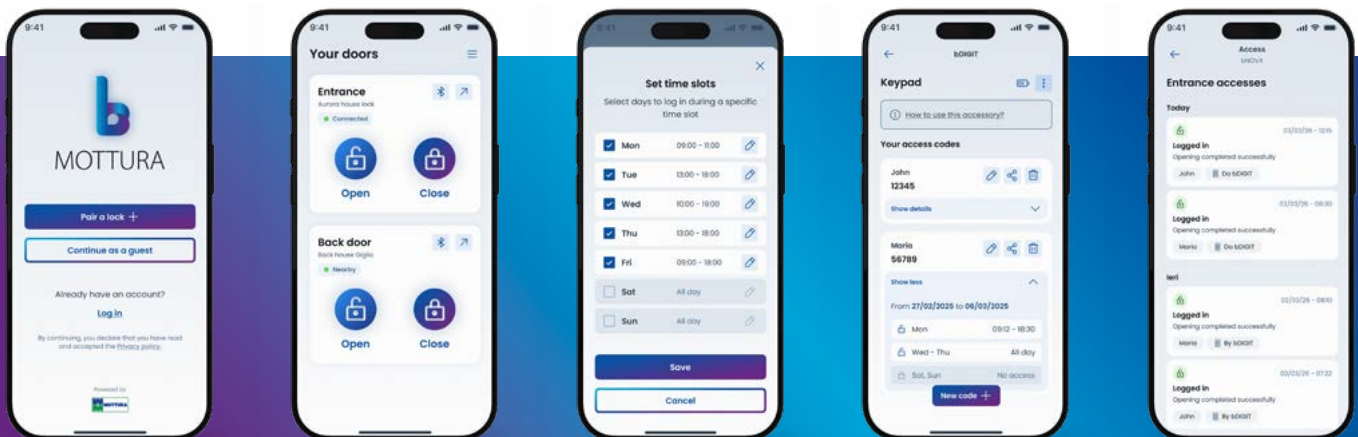 9:41
b
MOTTURA
Pair a lock +
Continue as a guest
Already have an account?
Log in
By continuing, you declare that you have read
and accepted the Privacy policy.
Powered by
MOTTURA
9:41
Your doors
Entrance
Aurora house lock
Connected
Open
Close
Back door
Back house Giglio
Nearby
Open
Close
9:41
Set time slots
Select days to log in during a specific
time slot
Mon 09:00 - 11:00
Tue 13:00 - 18:00
Wed 10:00 - 19:00
Thu 13:00 - 18:00
Fri 09:00 - 18:00
Sat All day
Sun All day
Save
Cancel
9:41
bDIGIT
Keypad
How to use this accessory?
Your access codes
John
12345
Show details
Maria
56789
Show less
From 27/02/2025 to 06/03/2025
Mon 09:12 - 18:30
Wed - Thu All day
Sat, Sun No access
New code +
9:41
Access
bNOVA
Entrance accesses
Today
03/03/26 - 12:15
Logged in
Opening completed successfully
John Da bDIGIT
03/03/26 - 08:30
Logged in
Opening completed successfully
Maria Da bDIGIT
Ieri
02/03/26 - 08:10
Logged in
Opening completed successfully
Maria By bDIGIT
02/03/26 - 07:22
Logged in
Opening completed successfully
John By bDIGIT